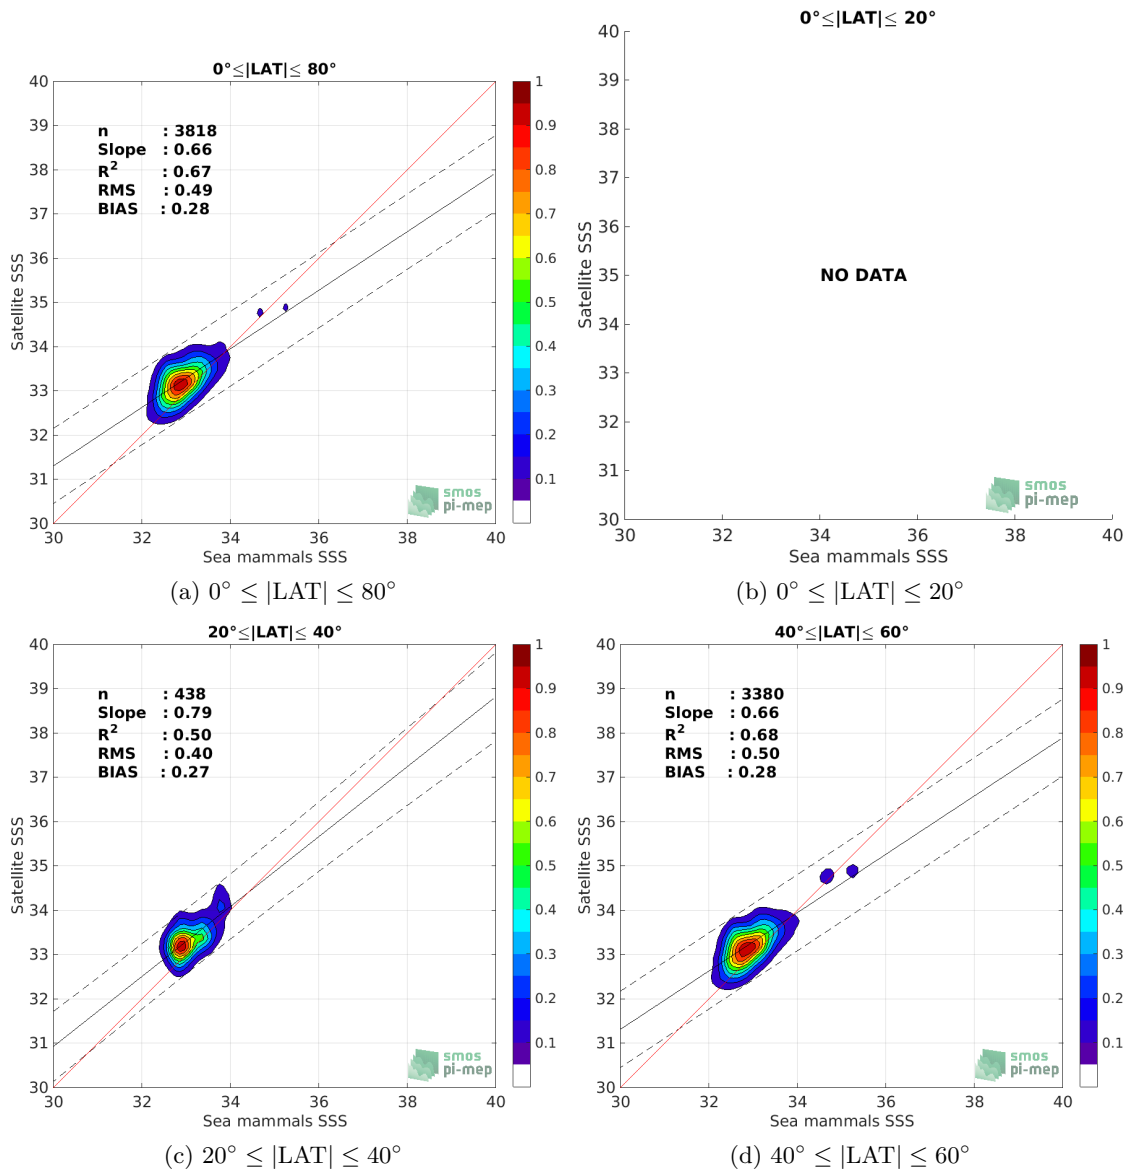 0°≤|LAT|≤ 80°
n : 3818
Slope : 0.66
R² : 0.67
RMS : 0.49
BIAS : 0.28
Satellite SSS
40
39
38
37
36
35
34
33
32
31
30
30 32 34 36 38 40
Sea mammals SSS
1
0.9
0.8
0.7
0.6
0.5
0.4
0.3
0.2
0.1
smos
pi-mep
(a) 0° ≤ |LAT| ≤ 80°
0°≤|LAT|≤ 20°
NO DATA
Satellite SSS
40
39
38
37
36
35
34
33
32
31
30
30 32 34 36 38 40
Sea mammals SSS
smos
pi-mep
(b) 0° ≤ |LAT| ≤ 20°
20°≤|LAT|≤ 40°
n : 438
Slope : 0.79
R² : 0.50
RMS : 0.40
BIAS : 0.27
Satellite SSS
40
39
38
37
36
35
34
33
32
31
30
30 32 34 36 38 40
Sea mammals SSS
1
0.9
0.8
0.7
0.6
0.5
0.4
0.3
0.2
0.1
smos
pi-mep
(c) 20° ≤ |LAT| ≤ 40°
40°≤|LAT|≤ 60°
n : 3380
Slope : 0.66
R² : 0.68
RMS : 0.50
BIAS : 0.28
Satellite SSS
40
39
38
37
36
35
34
33
32
31
30
30 32 34 36 38 40
Sea mammals SSS
1
0.9
0.8
0.7
0.6
0.5
0.4
0.3
0.2
0.1
smos
pi-mep
(d) 40° ≤ |LAT| ≤ 60°